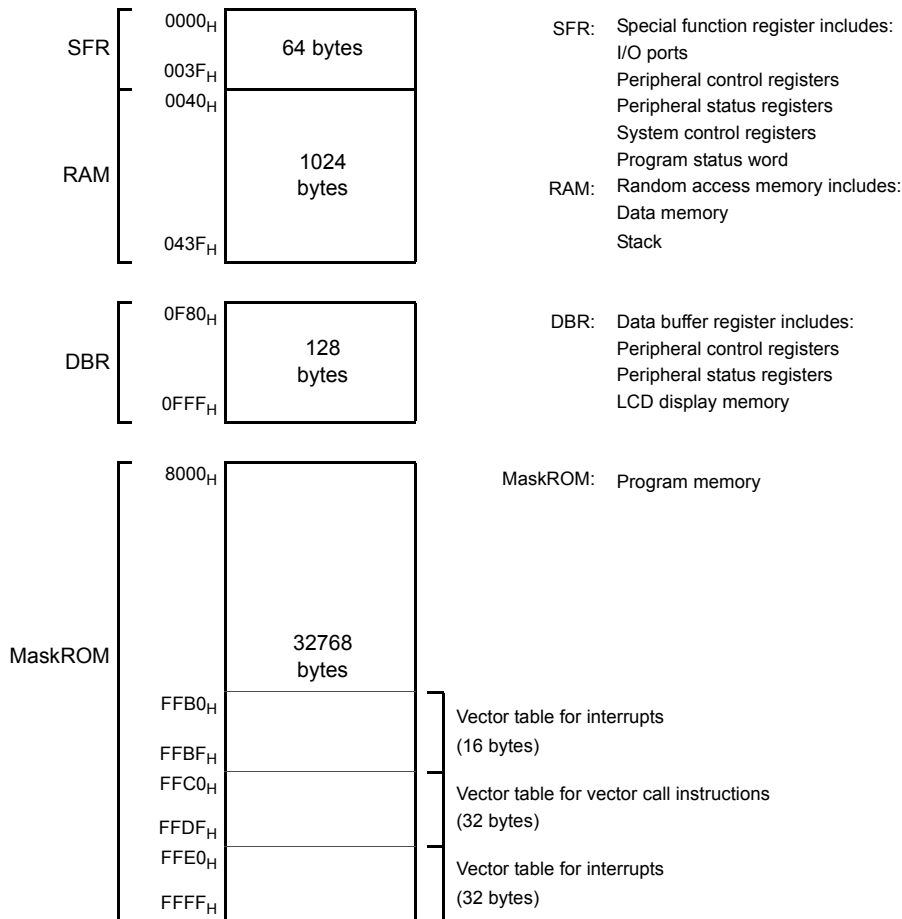 0000H
SFR
64 bytes
003FH
0040H
RAM
1024
bytes
043FH
SFR: Special function register includes:
I/O ports
Peripheral control registers
Peripheral status registers
System control registers
Program status word
RAM: Random access memory includes:
Data memory
Stack
0F80H
DBR
128
bytes
0FFFH
DBR: Data buffer register includes:
Peripheral control registers
Peripheral status registers
LCD display memory
8000H
MaskROM: Program memory
MaskROM
32768
bytes
FFB0H
Vector table for interrupts
(16 bytes)
FFBFH
FFC0H
Vector table for vector call instructions
(32 bytes)
FFDFH
FFE0H
Vector table for interrupts
(32 bytes)
FFFFH